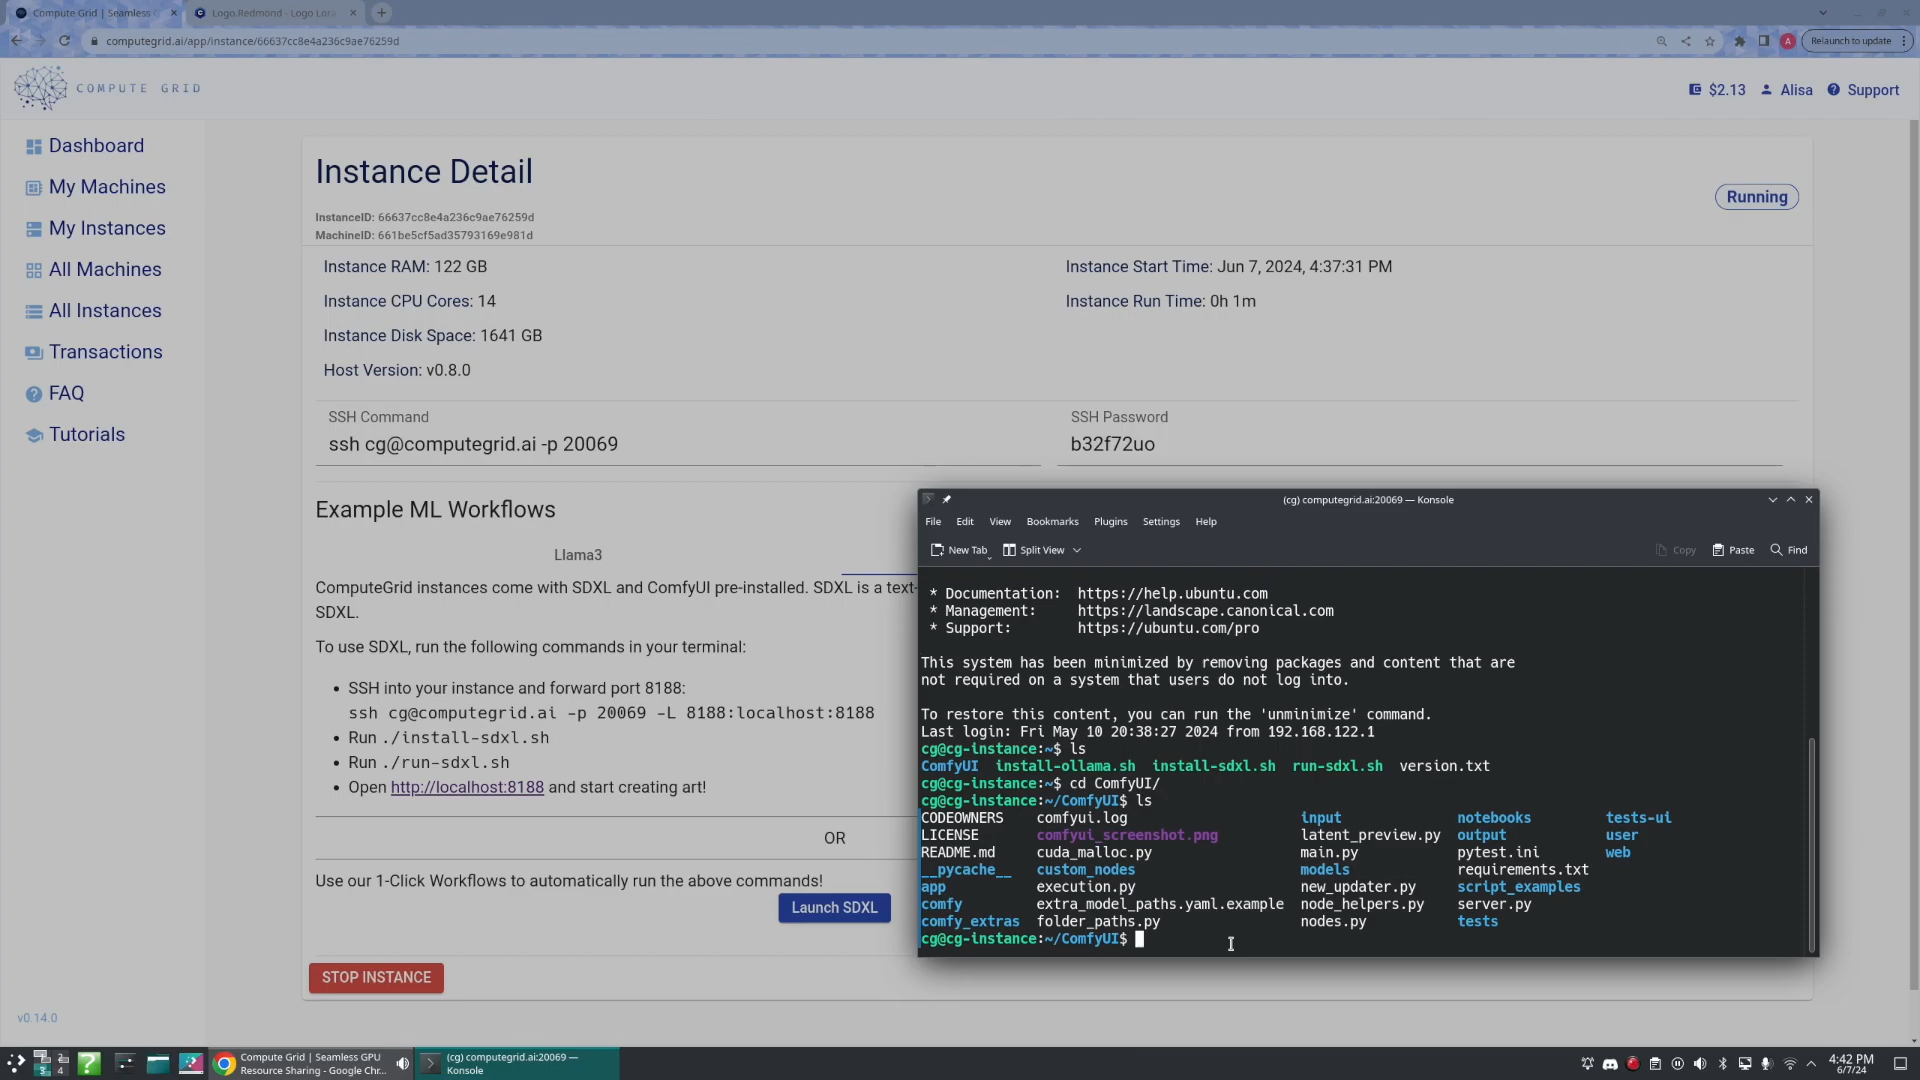 Compute Grid | Seamless G
Logo.Redmond - Logo Lora
computegrid.ai/app/instance/66637cc8e4a236c9ae76259d
A
Relaunch to update
COMPUTE GRID
$2.13
Alisa
Support
Dashboard
My Machines
My Instances
All Machines
All Instances
Transactions
FAQ
Tutorials
v0.14.0
Instance Detail
Running
InstanceID: 66637cc8e4a236c9ae76259d
MachineID: 661be5cf5ad35793169e981d
Instance RAM: 122 GB
Instance Start Time: Jun 7, 2024, 4:37:31 PM
Instance CPU Cores: 14
Instance Run Time: 0h 1m
Instance Disk Space: 1641 GB
Host Version: v0.8.0
SSH Command
ssh cg@computegrid.ai -p 20069
SSH Password
b32f72uo
Example ML Workflows
Llama3
ComputeGrid instances come with SDXL and ComfyUI pre-installed. SDXL is a text-
SDXL.
To use SDXL, run the following commands in your terminal:
• SSH into your instance and forward port 8188:
ssh cg@computegrid.ai -p 20069 -L 8188:localhost:8188
• Run ./install-sdxl.sh
• Run ./run-sdxl.sh
• Open http://localhost:8188 and start creating art!
OR
Use our 1-Click Workflows to automatically run the above commands!
Launch SDXL
STOP INSTANCE
(cg) computegrid.ai:20069 — Konsole
File Edit View Bookmarks Plugins Settings Help
New Tab Split View Copy Paste Find
* Documentation: https://help.ubuntu.com
* Management: https://landscape.canonical.com
* Support: https://ubuntu.com/pro
This system has been minimized by removing packages and content that are
not required on a system that users do not log into.
To restore this content, you can run the 'unminimize' command.
Last login: Fri May 10 20:38:27 2024 from 192.168.122.1
cg@cg-instance:~$ ls
ComfyUI install-ollama.sh install-sdxl.sh run-sdxl.sh version.txt
cg@cg-instance:~$ cd ComfyUI/
cg@cg-instance:~/ComfyUI$ ls
CODEOWNERS comfyui.log input notebooks tests-ui
LICENSE comfyui_screenshot.png latent_preview.py output user
README.md cuda_malloc.py main.py pytest.ini web
__pycache__ custom_nodes models requirements.txt
app execution.py new_updater.py script_examples
comfy extra_model_paths.yaml.example node_helpers.py server.py
comfy_extras folder_paths.py nodes.py tests
cg@cg-instance:~/ComfyUI$
Compute Grid | Seamless GPU
Resource Sharing - Google Chr...
(cg) computegrid.ai:20069 —
Konsole
4:42 PM
6/7/24